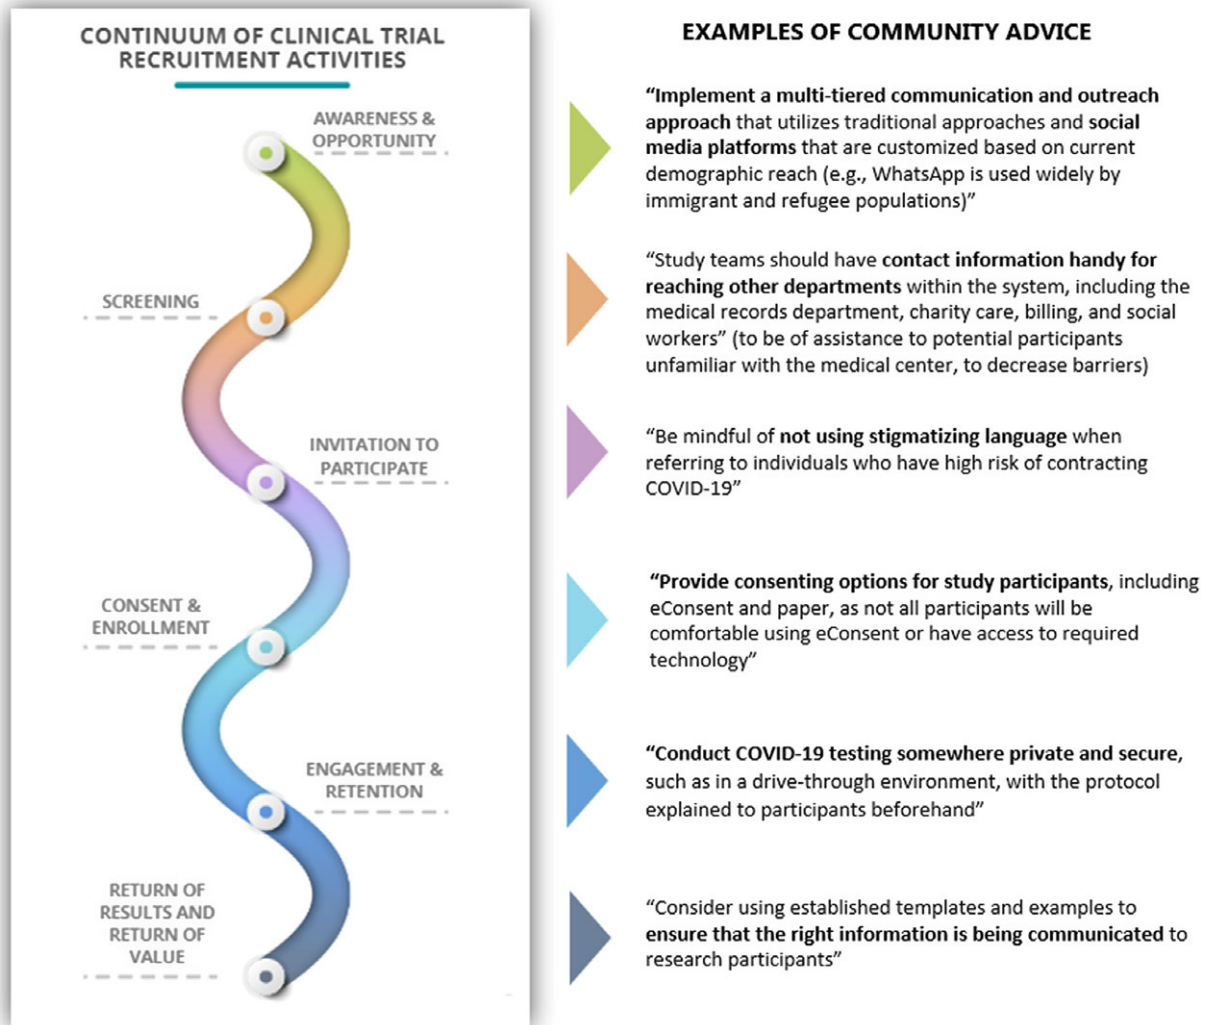 CONTINUUM OF CLINICAL TRIAL
RECRUITMENT ACTIVITIES
AWARENESS &
OPPORTUNITY
SCREENING
INVITATION TO
PARTICIPATE
CONSENT &
ENROLLMENT
ENGAGEMENT &
RETENTION
RETURN OF
RESULTS AND
RETURN OF
VALUE
EXAMPLES OF COMMUNITY ADVICE
“Implement a multi-tiered communication and outreach
approach that utilizes traditional approaches and social
media platforms that are customized based on current
demographic reach (e.g., WhatsApp is used widely by
immigrant and refugee populations)”
“Study teams should have contact information handy for
reaching other departments within the system, including the
medical records department, charity care, billing, and social
workers” (to be of assistance to potential participants
unfamiliar with the medical center, to decrease barriers)
“Be mindful of not using stigmatizing language when
referring to individuals who have high risk of contracting
COVID-19”
“Provide consenting options for study participants, including
eConsent and paper, as not all participants will be
comfortable using eConsent or have access to required
technology”
“Conduct COVID-19 testing somewhere private and secure,
such as in a drive-through environment, with the protocol
explained to participants beforehand”
“Consider using established templates and examples to
ensure that the right information is being communicated to
research participants”